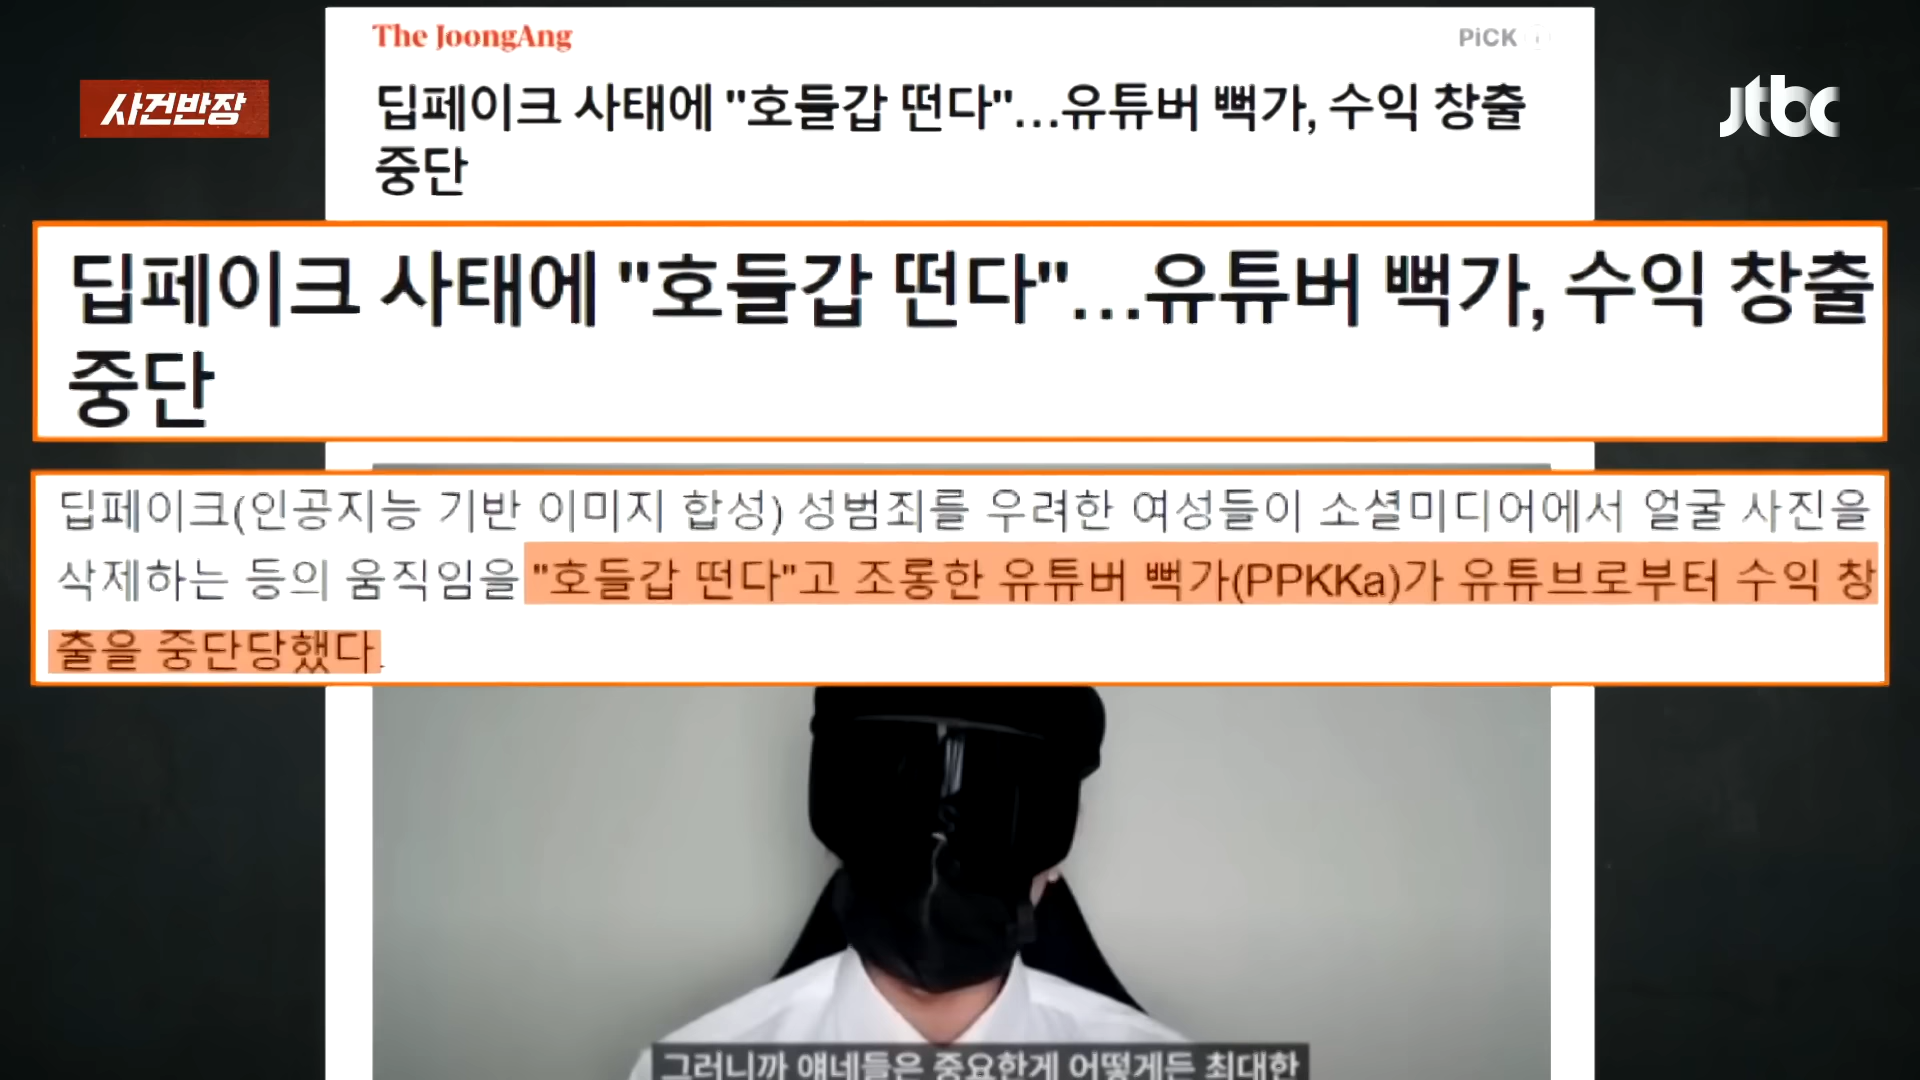 The JoongAng
PiCK
사건반장
jtbc
딥페이크 사태에 "호들갑 떤다"...유튜버 뻑가, 수익 창출
중단
딥페이크 사태에 "호들갑 떤다"...유튜버 뻑가, 수익 창출
중단
딥페이크(인공지능 기반 이미지 합성) 성범죄를 우려한 여성들이 소셜미디어에서 얼굴 사진을
삭제하는 등의 움직임을 "호들갑 떤다"고 조롱한 유튜버 뻑가(PPKKa)가 유튜브로부터 수익 창
출을 중단당했다.
그러니까 얘네들은 중요한게 어떻게든 최대한